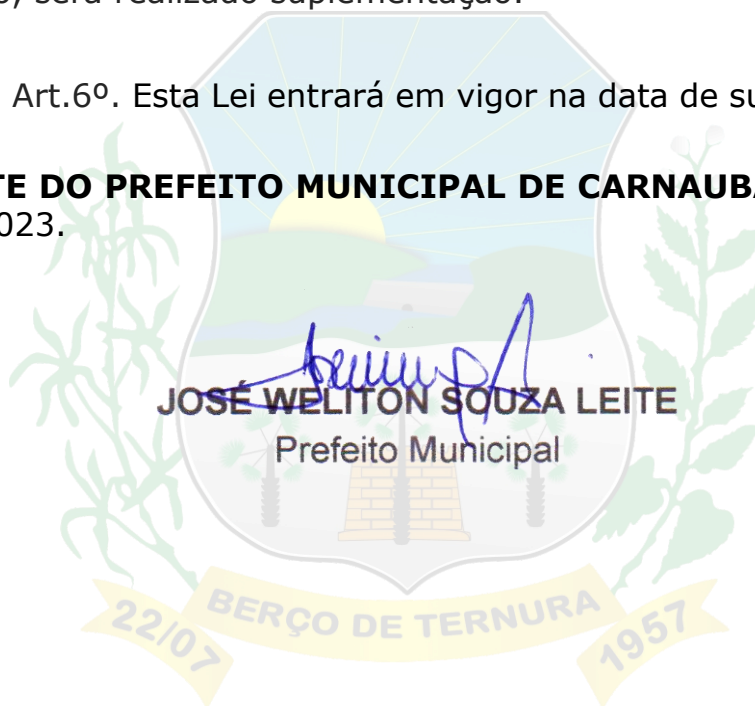 será realizado suplementação.
Art.6º. Esta Lei entrará em vigor na data de su
TE DO PREFEITO MUNICIPAL DE CARNAUBA
023.
JOSÉ WELITON SOUZA LEITE
Prefeito Municipal
22/07 BERÇO DE TERNURA 1957